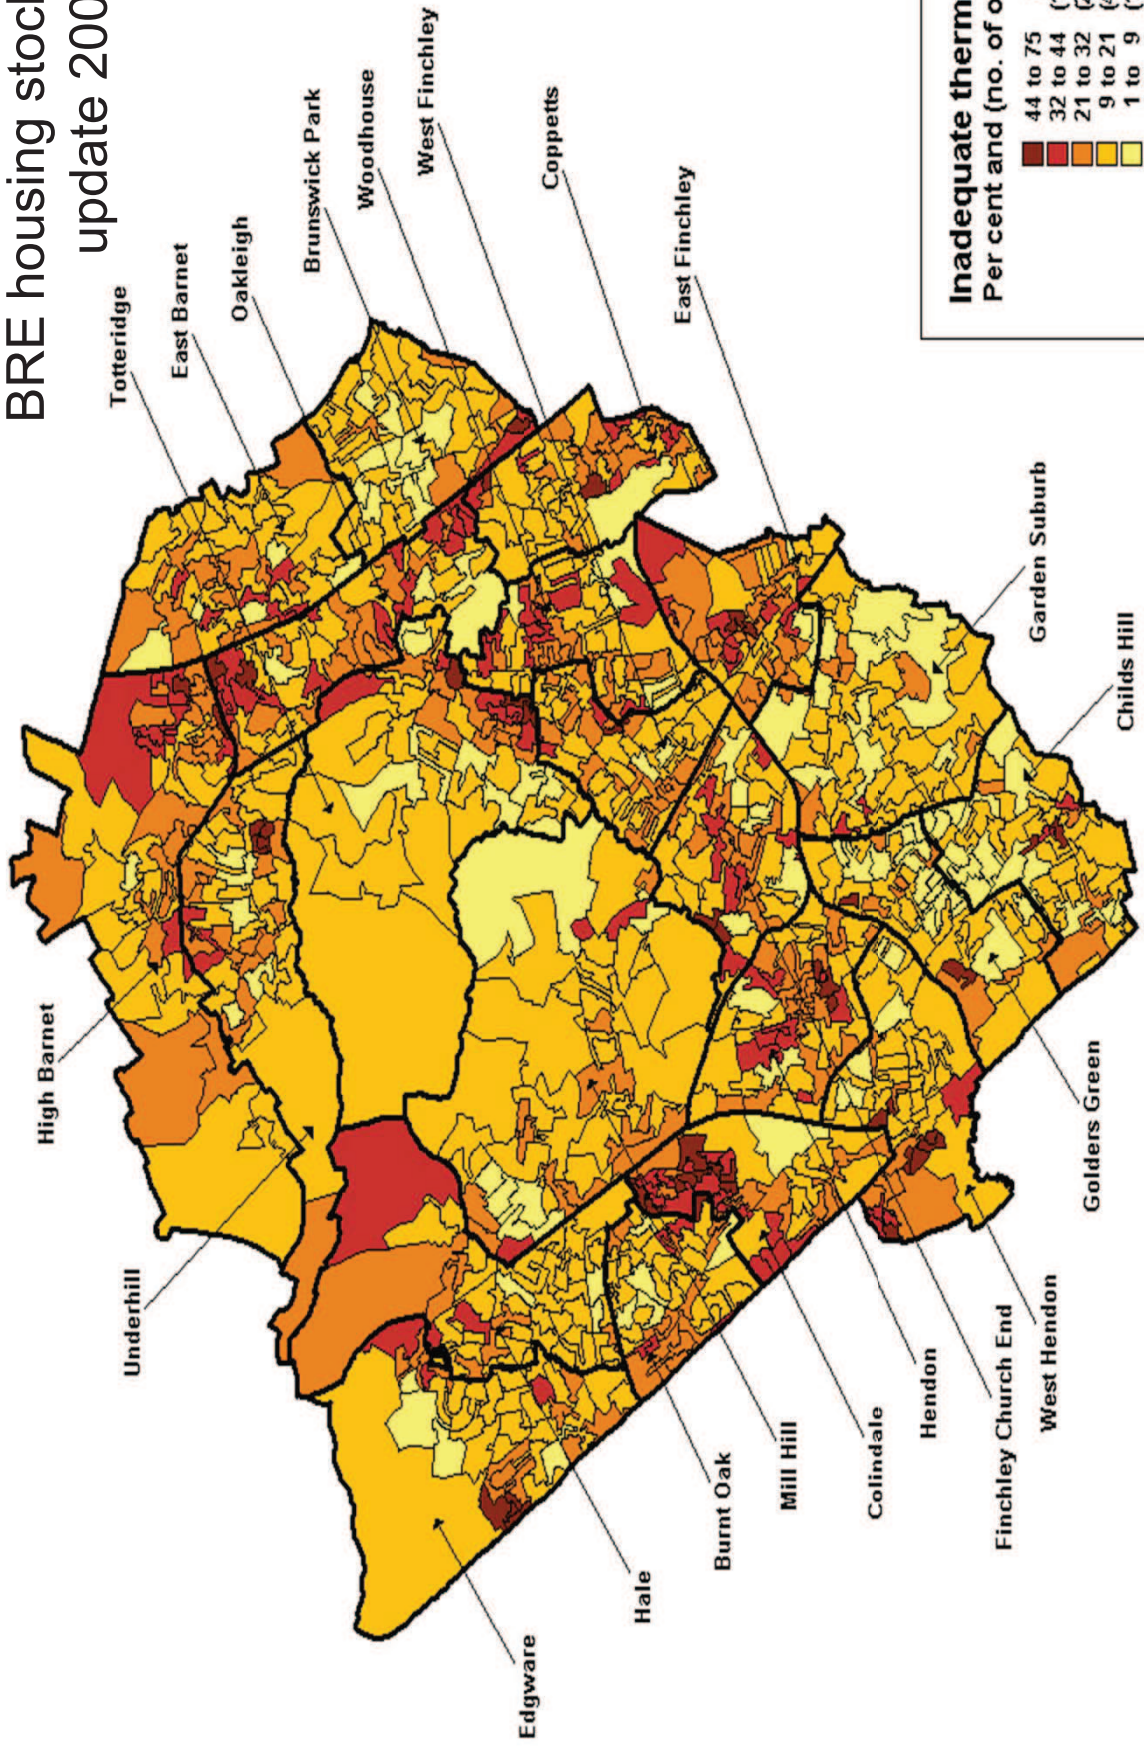 BRE housing stock
update 200
High Barnet
Totteridge
Underhill
East Barnet
Oakleigh
Brunswick Park
Woodhouse
West Finchley
Edgware
Coppetts
Hale
East Finchley
Burnt Oak
Mill Hill
Colindale
Hendon
Finchley Church End
West Hendon
Garden Suburb
Golders Green
Childs Hill
Inadequate therm
Per cent and (no. of o
44 to 75
32 to 44 (
21 to 32 (
9 to 21 (
1 to 9 (